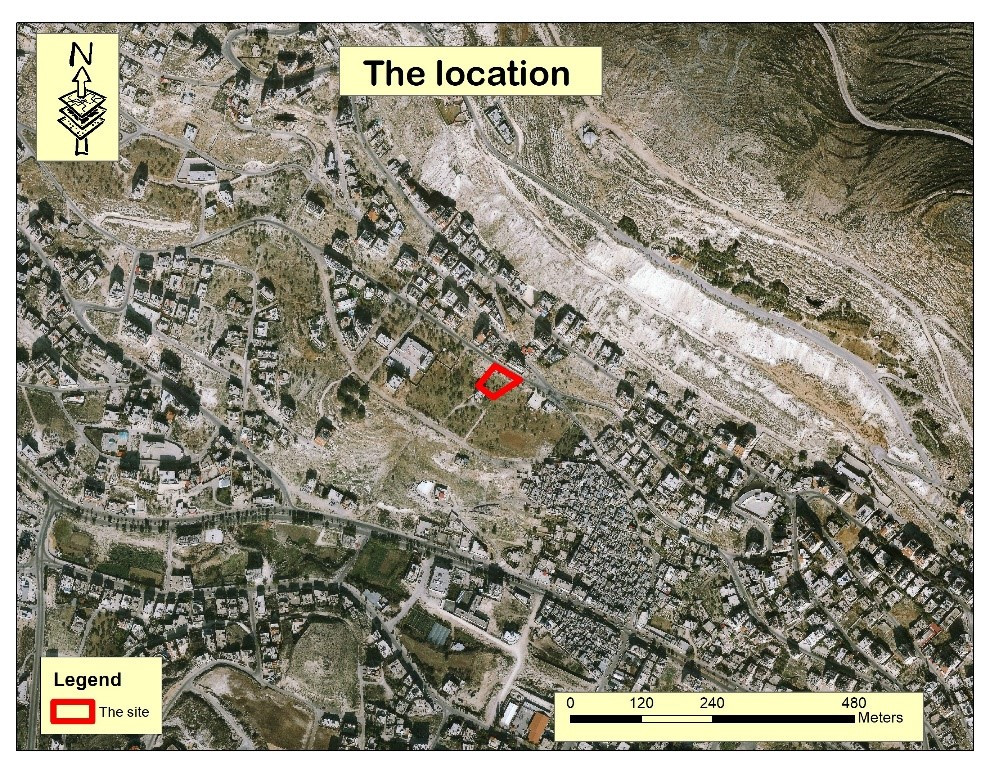 N
The location
Legend
The site
0 120 240 480
Meters